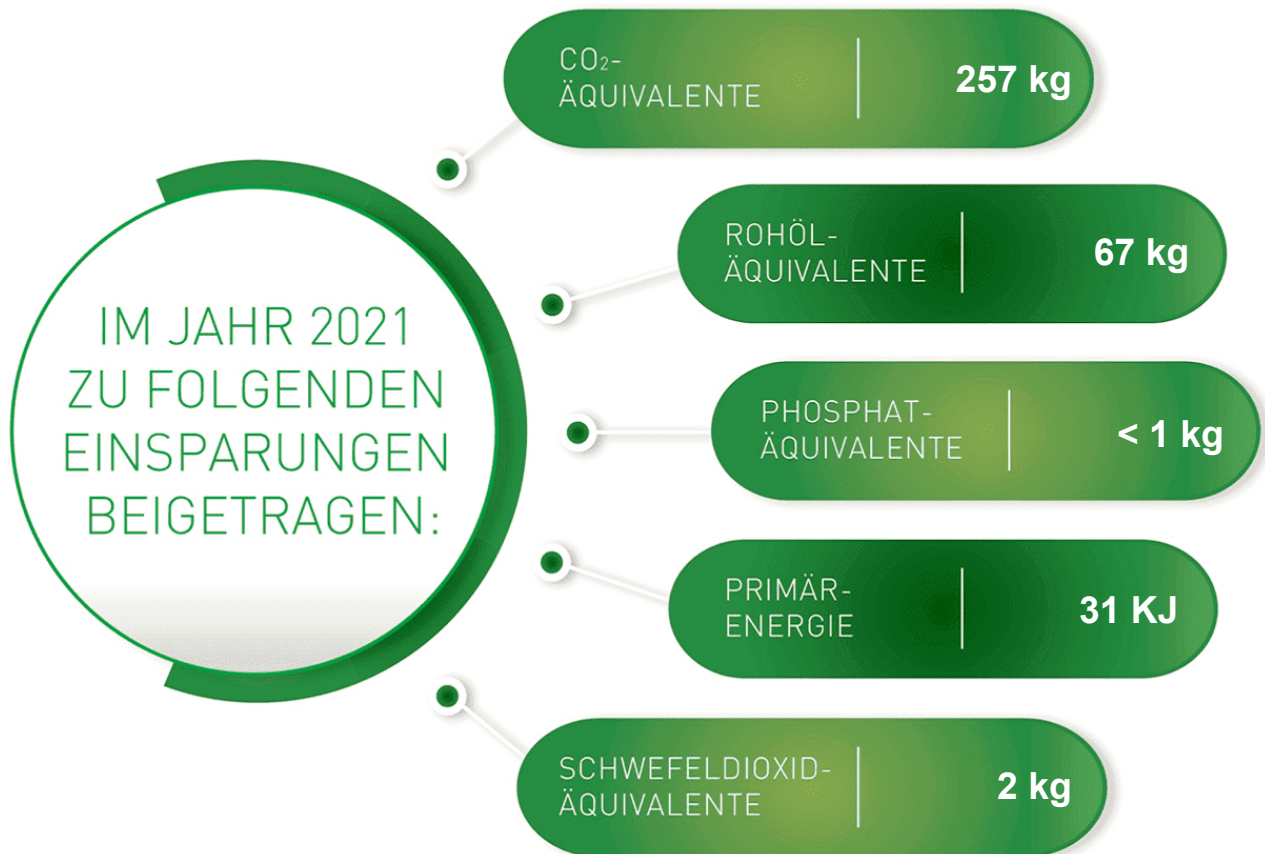 IM JAHR 2021
ZU FOLGENDEN
EINSPARUNGEN
BEIGETRAGEN:
CO₂-
ÄQUIVALENTE
257 kg
ROHÖL-
ÄQUIVALENTE
67 kg
PHOSPHAT-
ÄQUIVALENTE
< 1 kg
PRIMÄR-
ENERGIE
31 KJ
SCHWEFELDIOXID-
ÄQUIVALENTE
2 kg